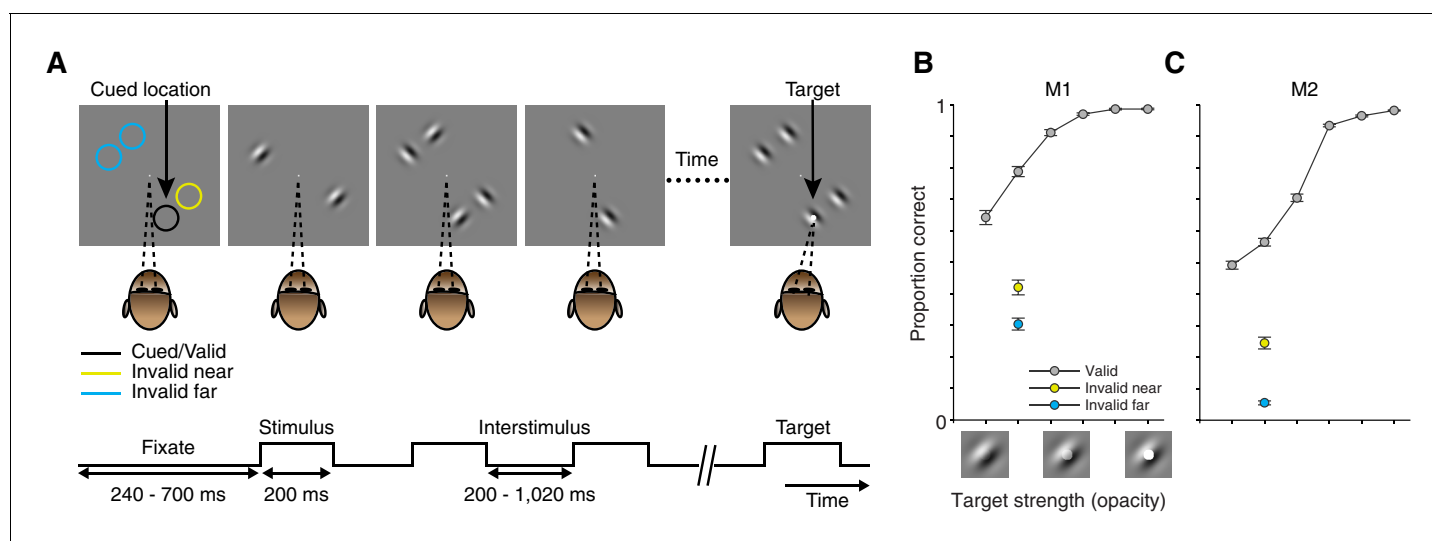 A
Cued location
Target
Time
Cued/Valid
Invalid near
Invalid far
Fixate
Stimulus
Interstimulus
Target
240 - 700 ms
200 ms
200 - 1,020 ms
Time
B
M1
C
M2
1
Proportion correct
0
Valid
Invalid near
Invalid far
Target strength (opacity)